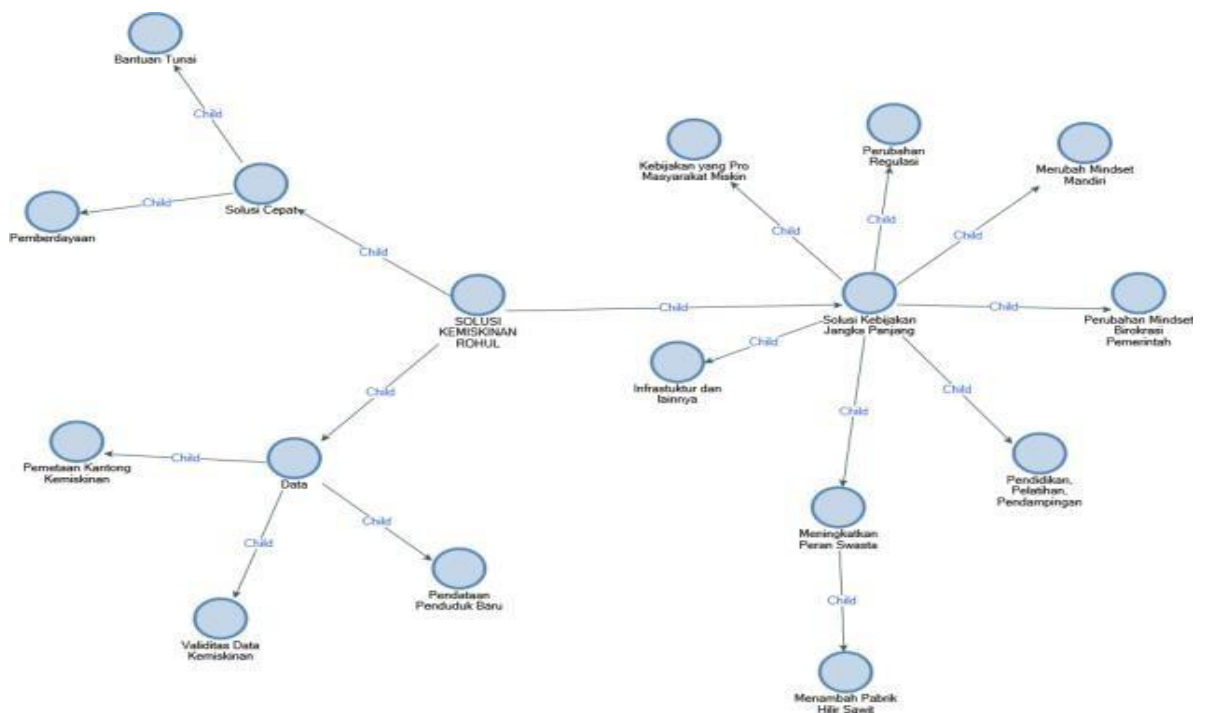 Bantuan Tunai
Child
Solusi Cepat
Child
Pemberdayaan
Child
SOLUSI
KEMISKINAN
ROHUL
Child
Child
Data
Child
Pemetaan Kantong
Kemiskinan
Child
Validitas Data
Kemiskinan
Child
Pendataan
Penduduk Baru
Kebijakan yang Pro
Masyarakat Miskin
Child
Perubahan
Regulasi
Child
Merubah Mindset
Mandiri
Child
Solusi Kebijakan
Jangka Panjang
Child
Perubahan Mindset
Birokrasi
Pemerintah
Child
Infrastuktur dan
lainnya
Child
Pendidikan,
Pelatihan,
Pendampingan
Child
Meningkatkan
Peran Swasta
Child
Menambah Pabrik
Hilir Sawit